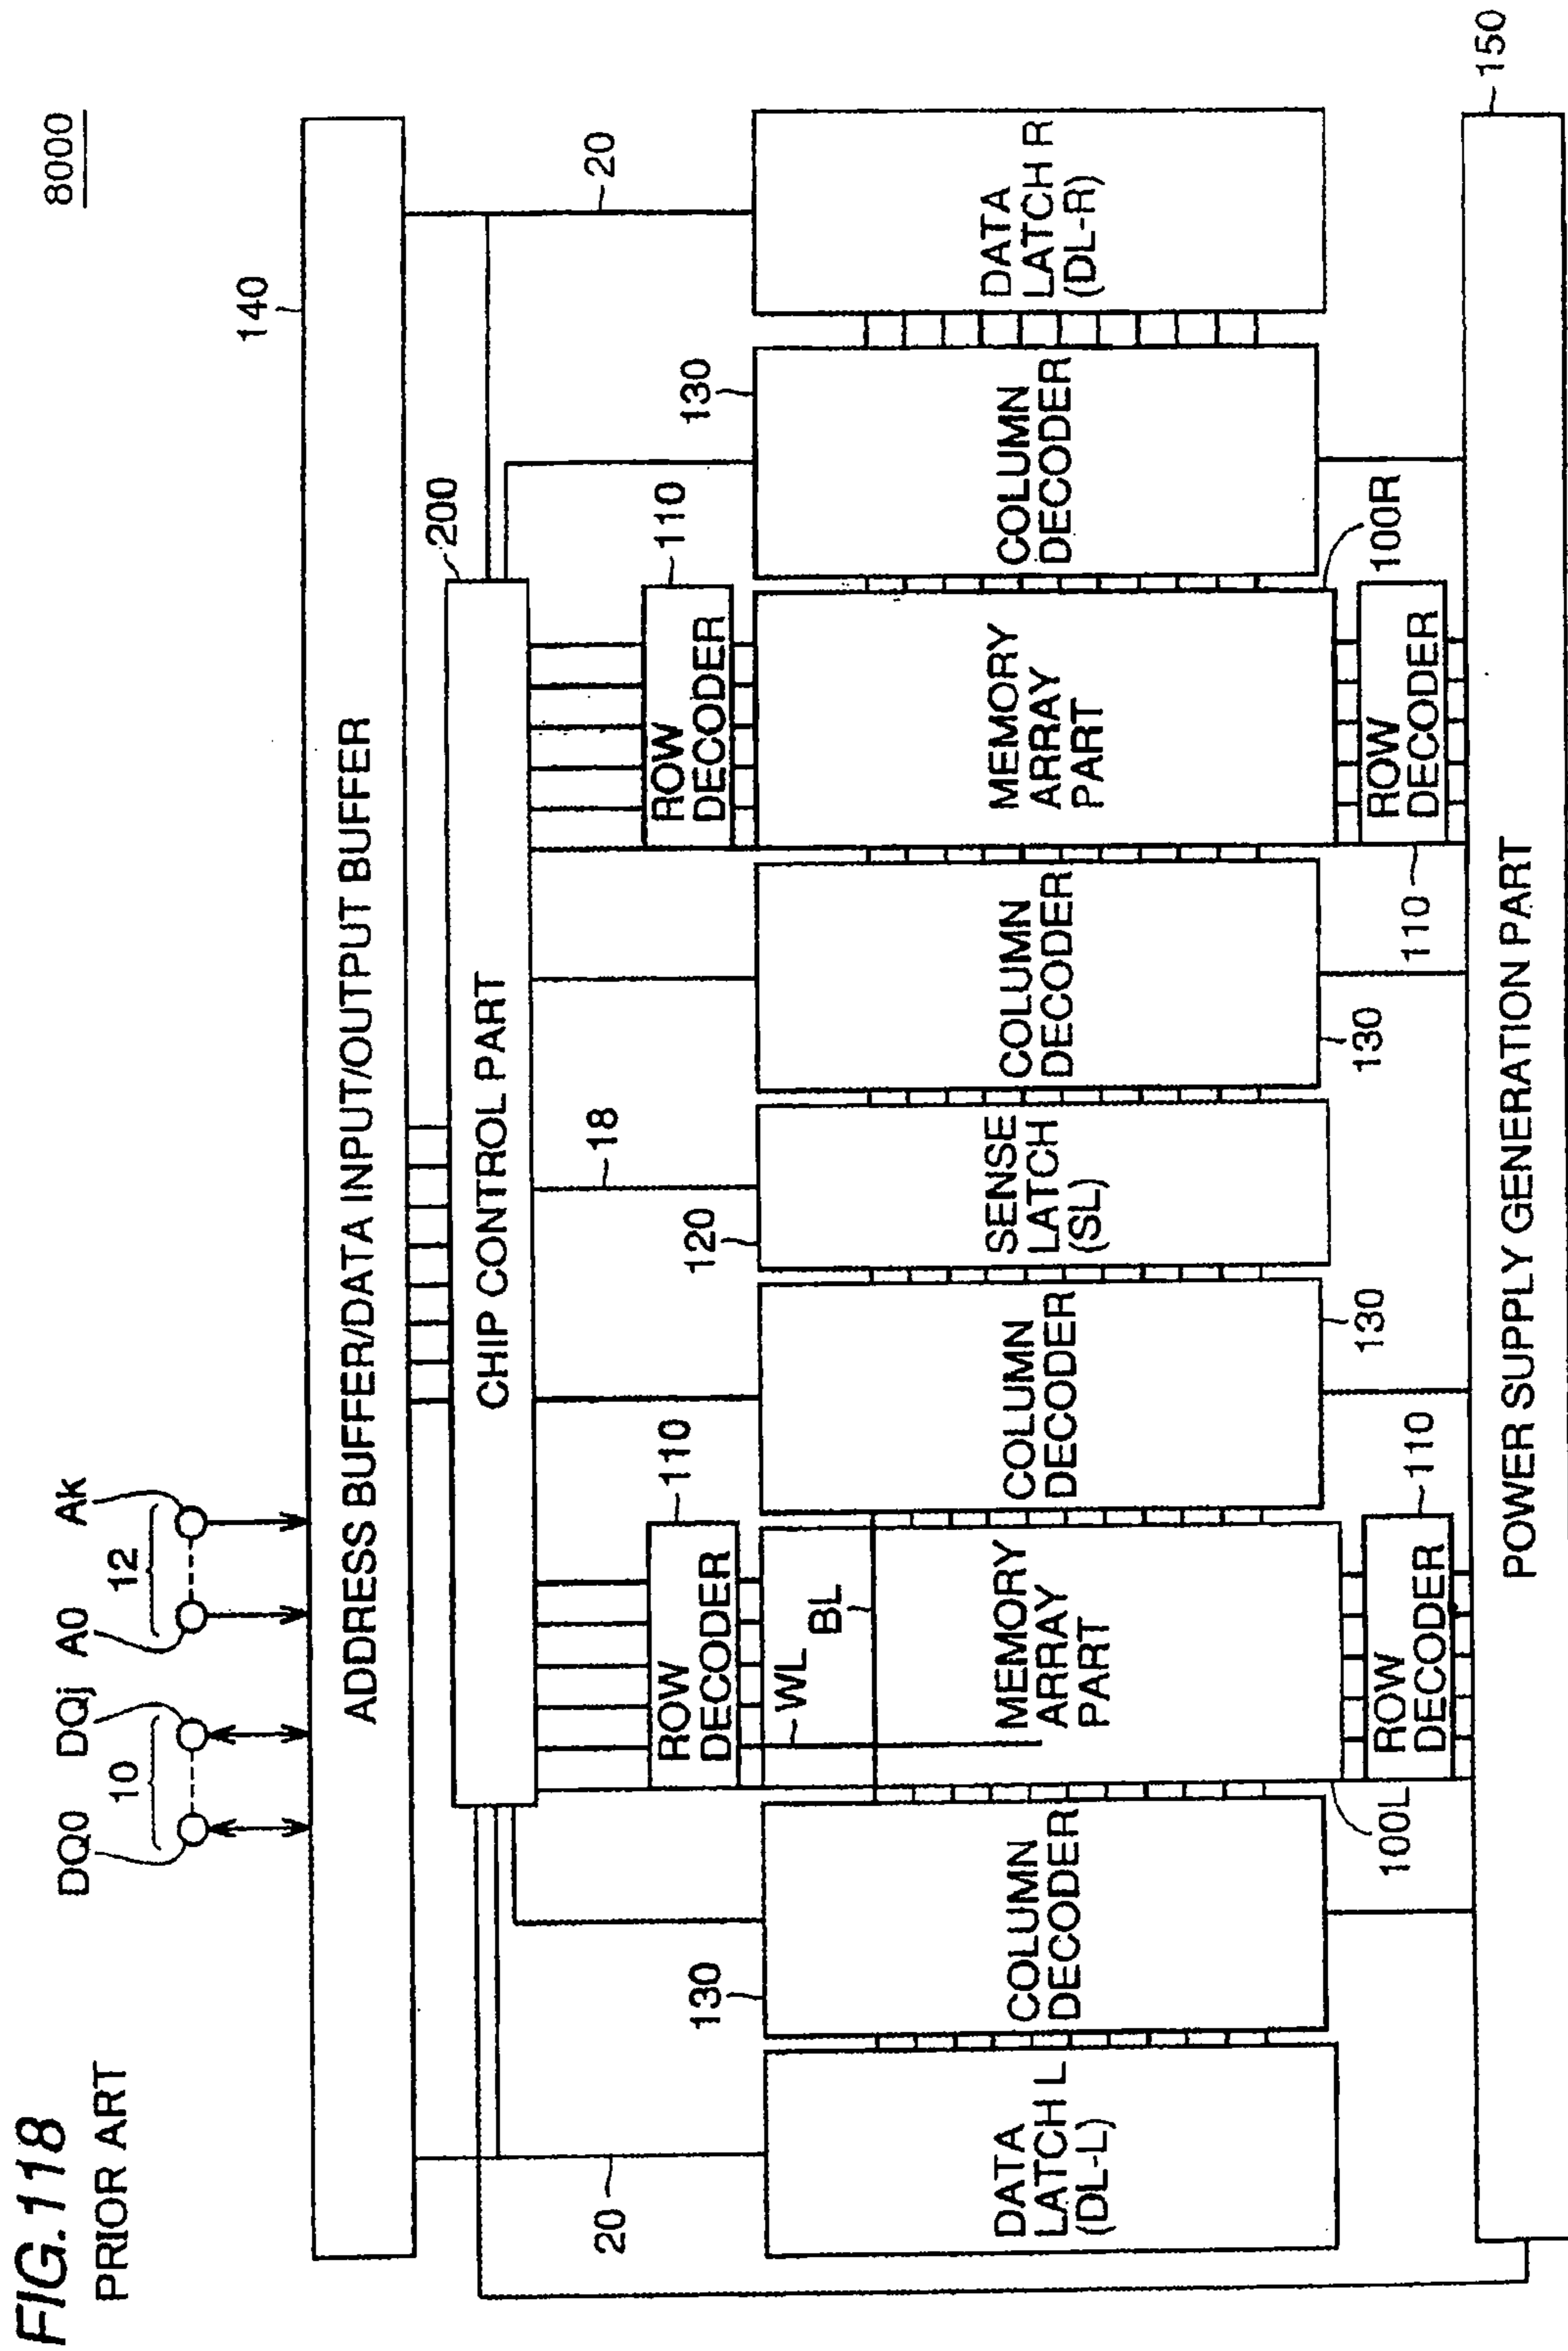 FIG.118
PRIOR ART
8000
DQ0 DQj A0 Ak
10 12
140
ADDRESS BUFFER/DATA INPUT/OUTPUT BUFFER
200
CHIP CONTROL PART
20
18
20
110
110
ROW
DECODER
ROW
DECODER
130
120
130
WL
BL
DATA
LATCH L
(DL-L)
COLUMN
DECODER
MEMORY
ARRAY
PART
COLUMN
DECODER
SENSE
LATCH
(SL)
COLUMN
DECODER
MEMORY
ARRAY
PART
COLUMN
DECODER
DATA
LATCH R
(DL-R)
100L
130
130
100R
ROW
DECODER
110
110
ROW
DECODER
POWER SUPPLY GENERATION PART
150